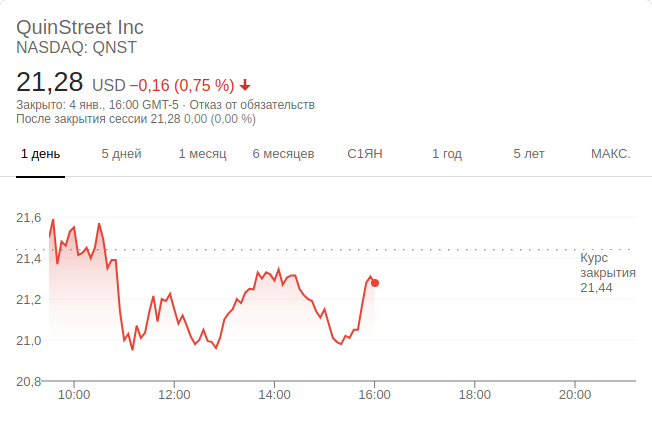 QuinStreet Inc
NASDAQ: QNST
21,28 USD −0,16 (0,75 %)
Закрыто: 4 янв., 16:00 GMT-5 · Отказ от обязательств
После закрытия сессии 21,28 0,00 (0,00 %)
1 день 5 дней 1 месяц 6 месяцев С1ЯН 1 год 5 лет МАКС.
21,6
21,4
21,2
21,0
20,8
Курс
закрытия
21,44
10:00 12:00 14:00 16:00 18:00 20:00